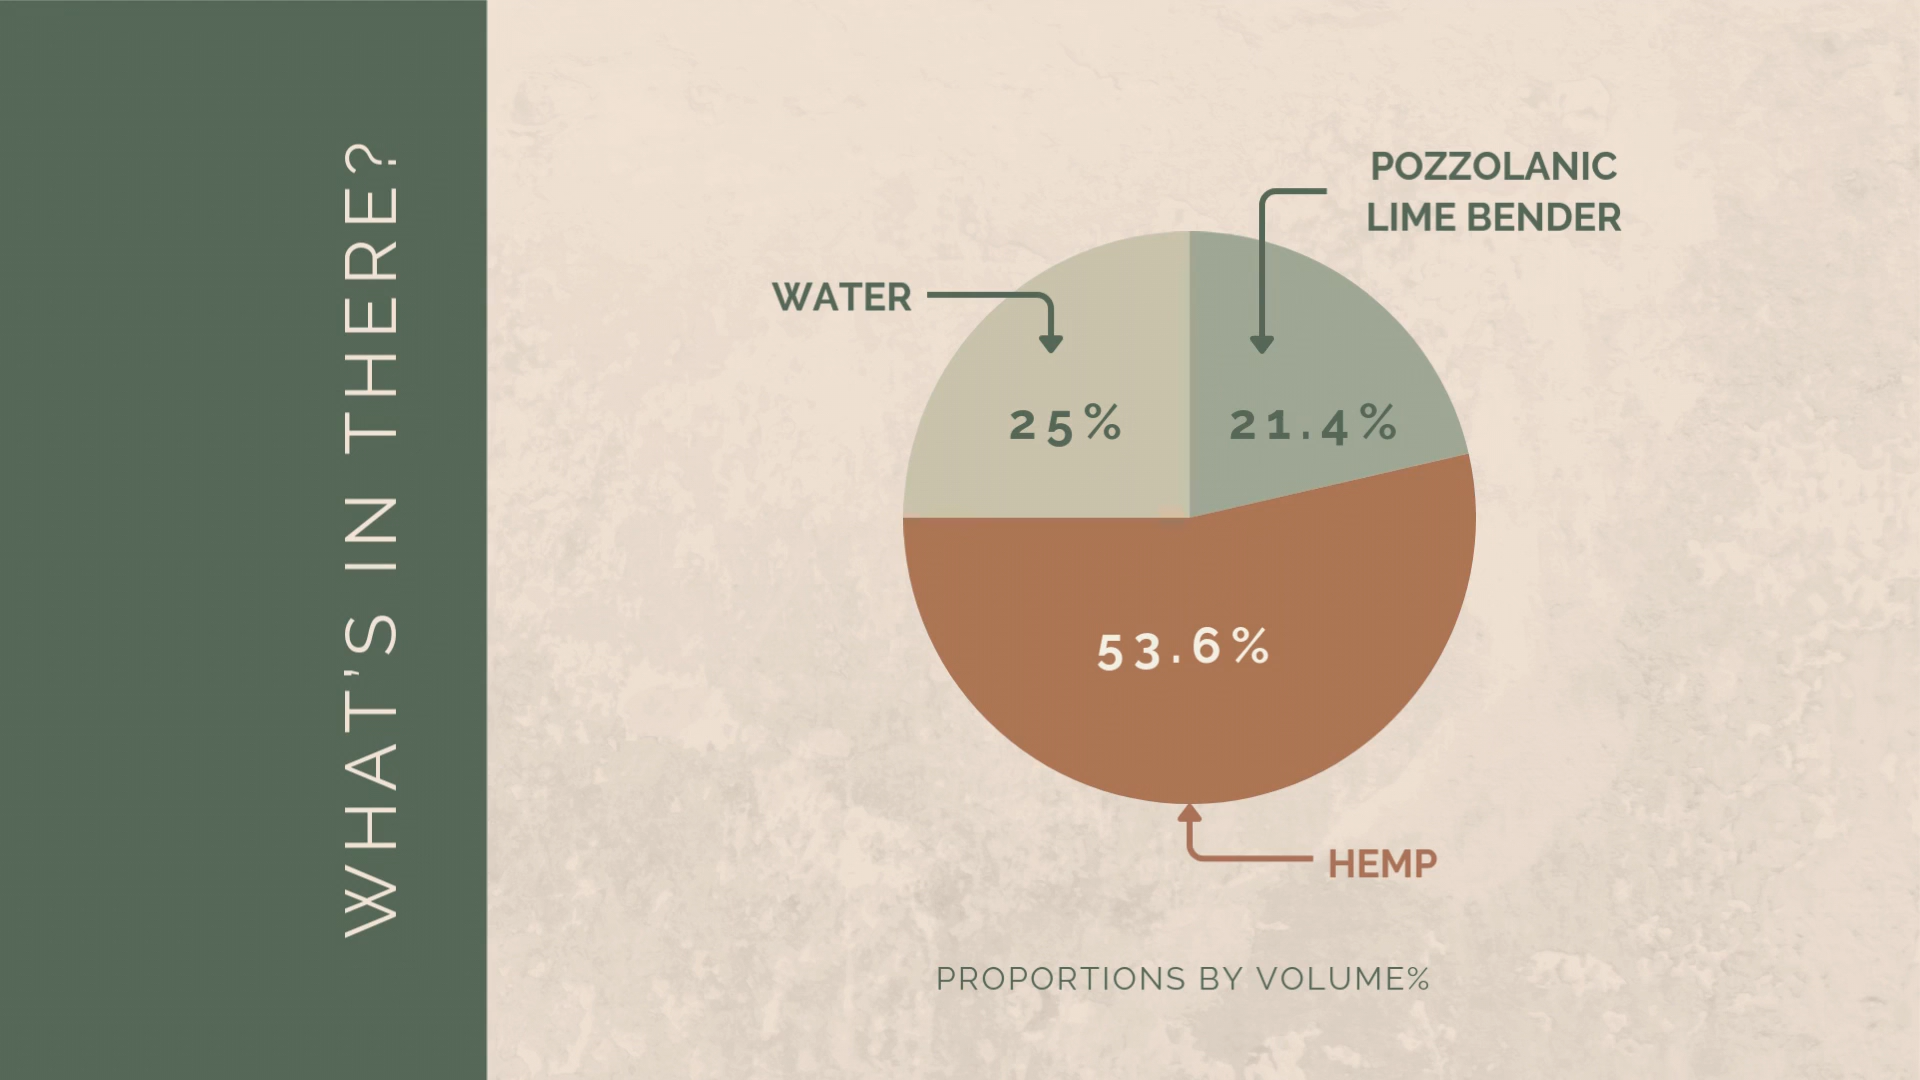 WHAT'S IN THERE?
POZZOLANIC
LIME BENDER
WATER
25%
21.4%
53.6%
HEMP
PROPORTIONS BY VOLUME%